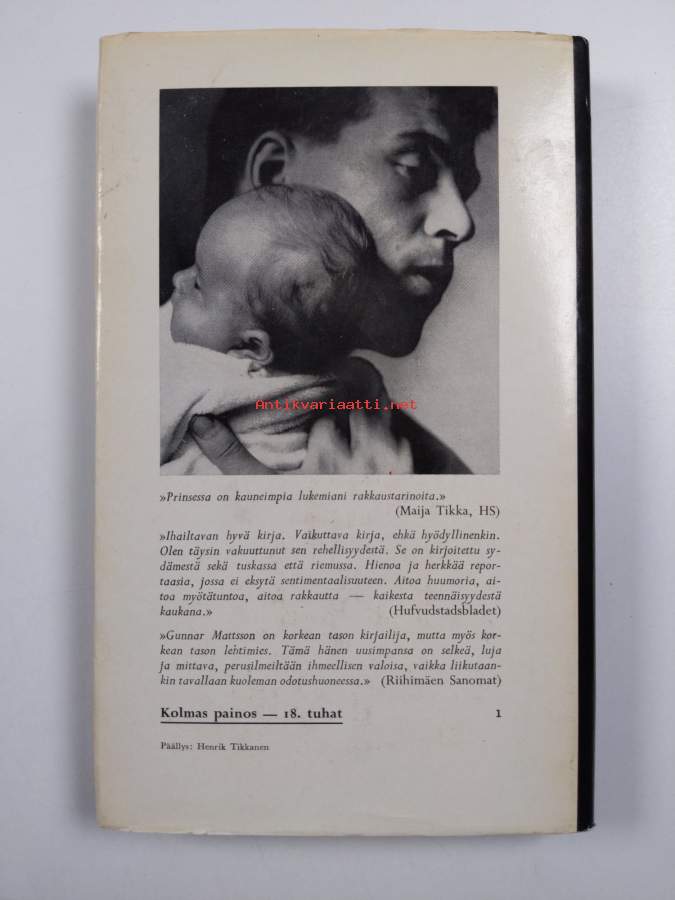 Antikvariaatti.net
»Prinsessa on kauneimpia lukemiani rakkaustarinoita.»
(Maija Tikka, HS)
»Ihailtavan hyvä kirja. Vaikuttava kirja, ehkä hyödyllinenkin.
Olen täysin vakuuttunut sen rehellisyydestä. Se on kirjoitettu sy-
dämestä sekä tuskassa että riemussa. Hienoa ja herkkää repor-
taasia, jossa ei eksytä sentimentaalisuuteen. Aitoa huumoria, ai-
toa myötätuntoa, aitoa rakkautta — kaikesta teennäisyydestä
kaukana.» (Hufvudstadsbladet)
»Gunnar Mattsson on korkean tason kirjailija, mutta myös kor-
kean tason lehtimies. Tämä hänen uusimpansa on selkeä, luja
ja mittava, perusilmeiltään ihmeellisen valoisa, vaikka liikutaan-
kin tavallaan kuoleman odotushuoneessa.» (Riihimäen Sanomat)
Kolmas painos — 18. tuhat 1
Päällys: Henrik Tikkanen